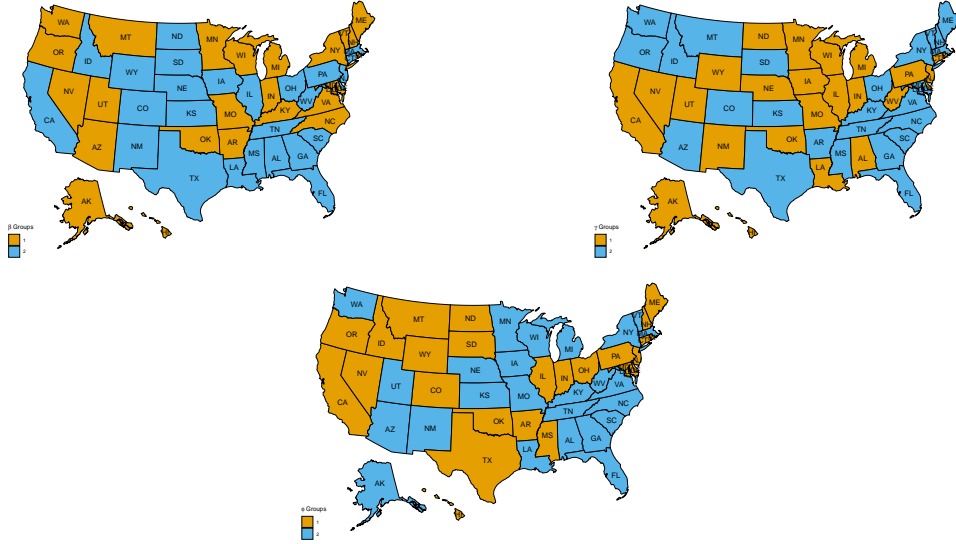 WA
MT
ND
MN
ME
OR
ID
SD
WI
NY
WY
MI
IA
PA
NV
NE
IL
IN
OH
UT
CO
WV
VA
CA
KS
MO
KY
NC
TN
AZ
NM
OK
AR
SC
MS
AL
GA
LA
TX
FL
AK
β Groups
1
2
WA
MT
ND
MN
ME
OR
ID
SD
WI
NY
WY
MI
IA
PA
NV
NE
IL
IN
OH
UT
CO
WV
VA
CA
KS
MO
KY
NC
TN
AZ
NM
OK
AR
SC
MS
AL
GA
LA
TX
FL
AK
γ Groups
1
2
WA
MT
ND
MN
ME
OR
ID
SD
WI
NY
WY
MI
IA
PA
NV
NE
IL
IN
OH
UT
CO
WV
VA
CA
KS
MO
KY
NC
TN
AZ
NM
OK
AR
SC
MS
AL
GA
LA
TX
FL
AK
Groups
1
2